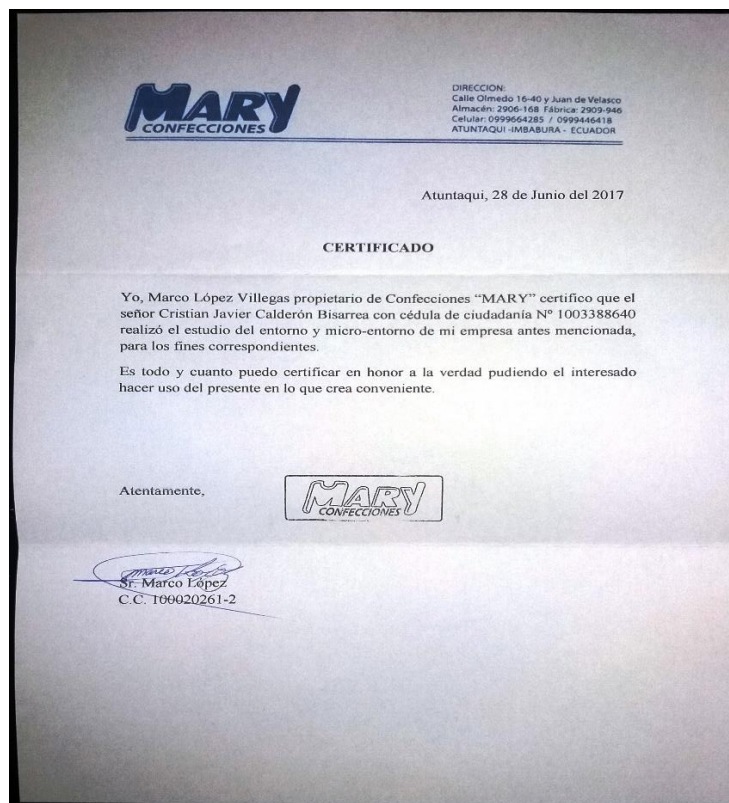 MARY
CONFECCIONES
DIRECCION:
Calle Olmedo 16-40 y Juan de Velasco
Almacén: 2906-168 Fábrica: 2909-946
Celular: 0999664285 / 0999446418
ATUNTAQUI -IMBABURA - ECUADOR
Atuntaqui, 28 de Junio del 2017
CERTIFICADO
Yo, Marco López Villegas propietario de Confecciones “MARY” certifico que el
señor Cristian Javier Calderón Bisarrea con cédula de ciudadanía Nº 1003388640
realizó el estudio del entorno y micro-entorno de mi empresa antes mencionada,
para los fines correspondientes.
Es todo y cuanto puedo certificar en honor a la verdad pudiendo el interesado
hacer uso del presente en lo que crea conveniente.
Atentamente,
MARY
CONFECCIONES
Sr. Marco López
C.C. 100020261-2